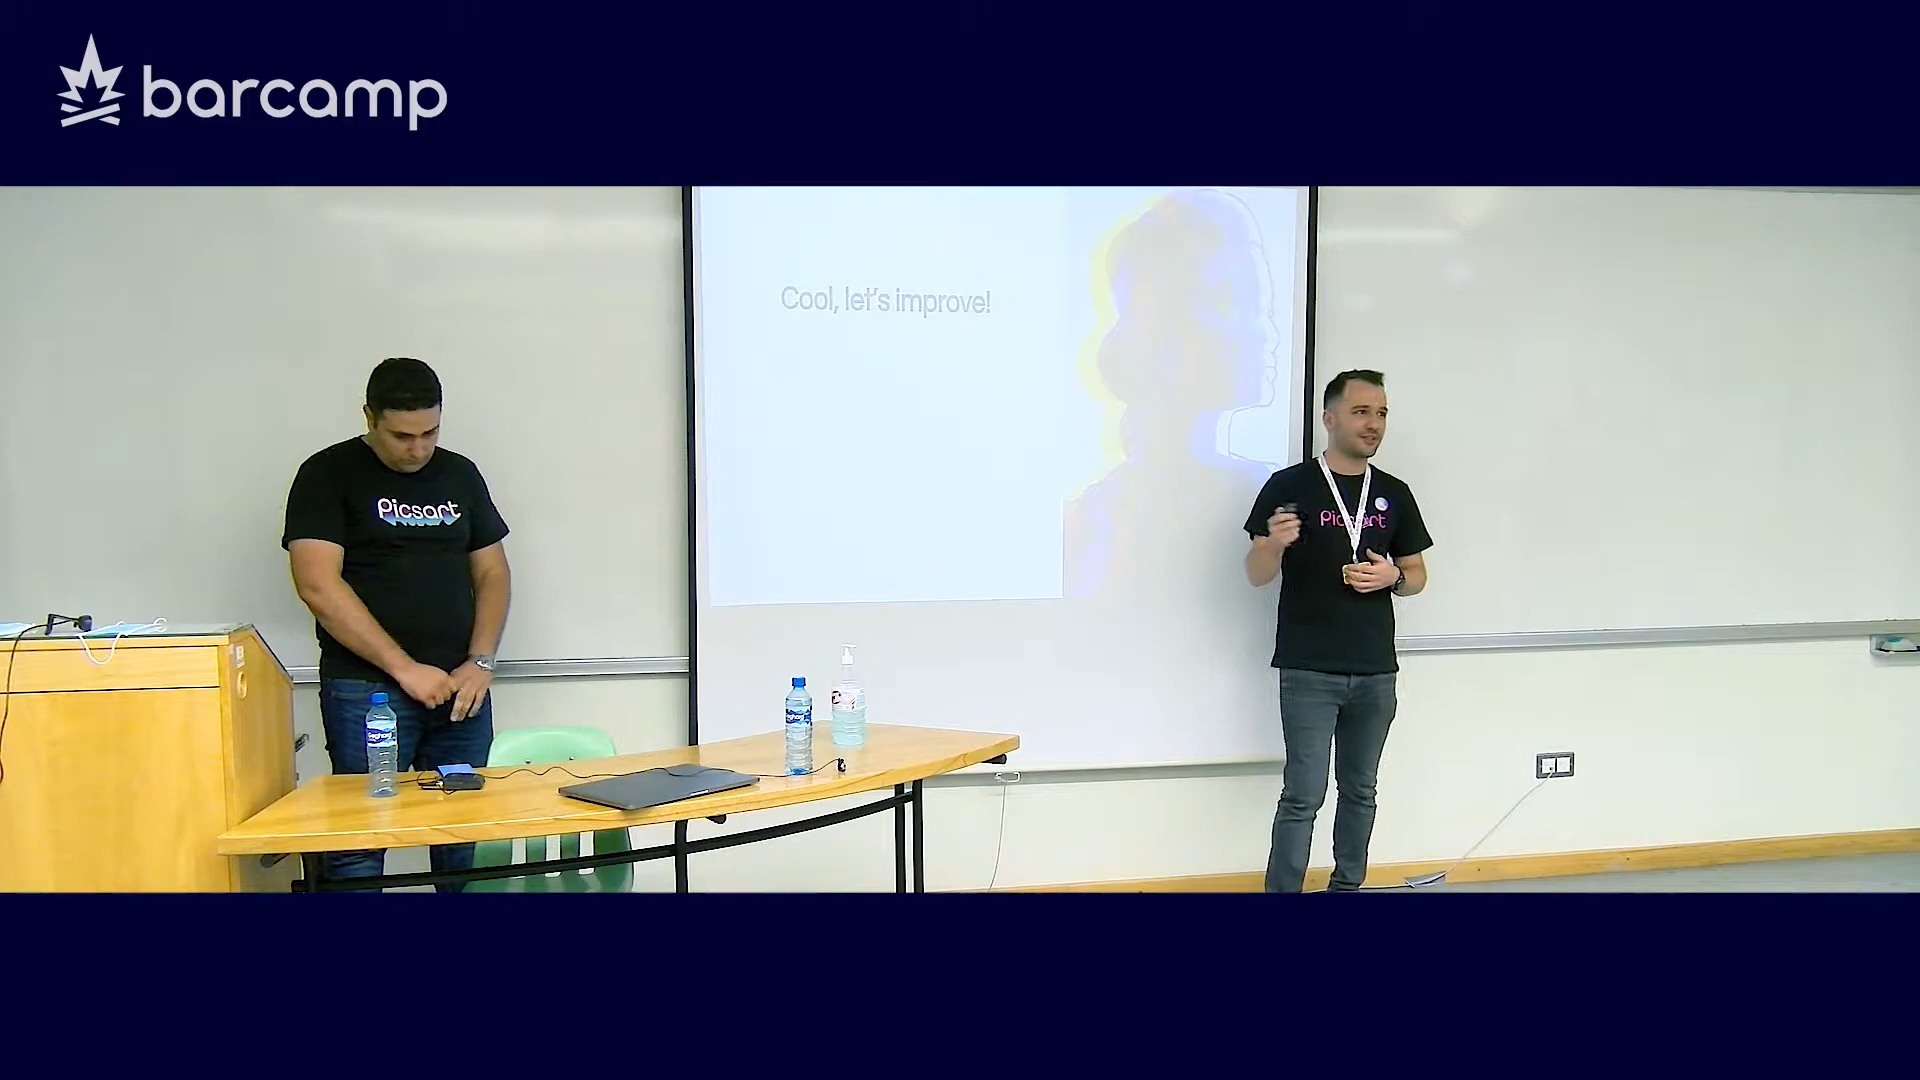 barcamp
Cool, let's improve!
Picsart
Picsart